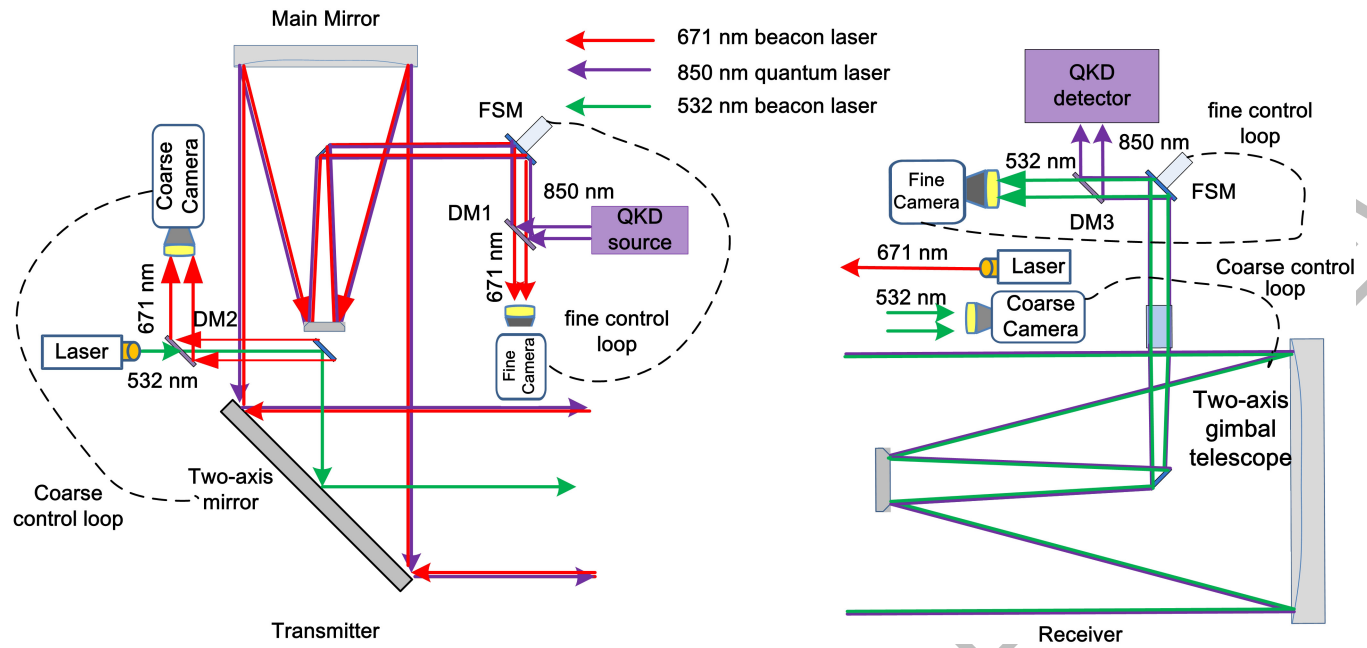 Main Mirror
671 nm beacon laser
850 nm quantum laser
532 nm beacon laser
FSM
Coarse
Camera
850 nm
DM1
QKD
source
671 nm
671 nm
DM2
Laser
532 nm
fine control
loop
Fine
Camera
Two-axis
mirror
Coarse
control loop
Transmitter
QKD
detector
fine control
loop
850 nm
532 nm
Fine
Camera
FSM
DM3
671 nm
Laser
Coarse control
loop
532 nm
Coarse
Camera
Two-axis
gimbal
telescope
Receiver